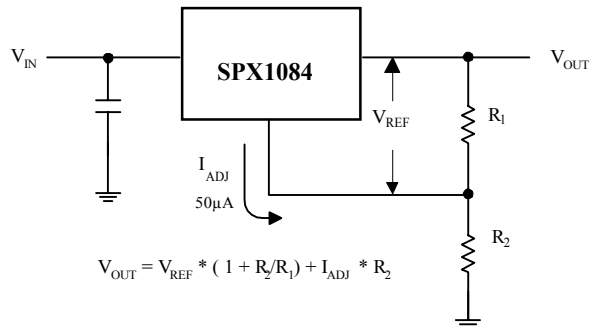 V_IN
SPX1084
V_OUT
V_REF
R_1
I_ADJ
50µA
R_2
V_OUT = V_REF * ( 1 + R_2/R_1) + I_ADJ * R_2